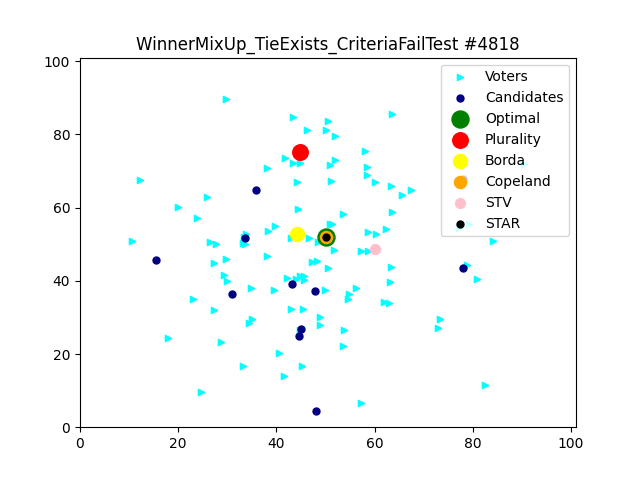 WinnerMixUp_TieExists_CriteriaFailTest #4818
100
80
60
40
20
0
0
20
40
60
80
100
Voters
Candidates
Optimal
Plurality
Borda
Copeland
STV
STAR